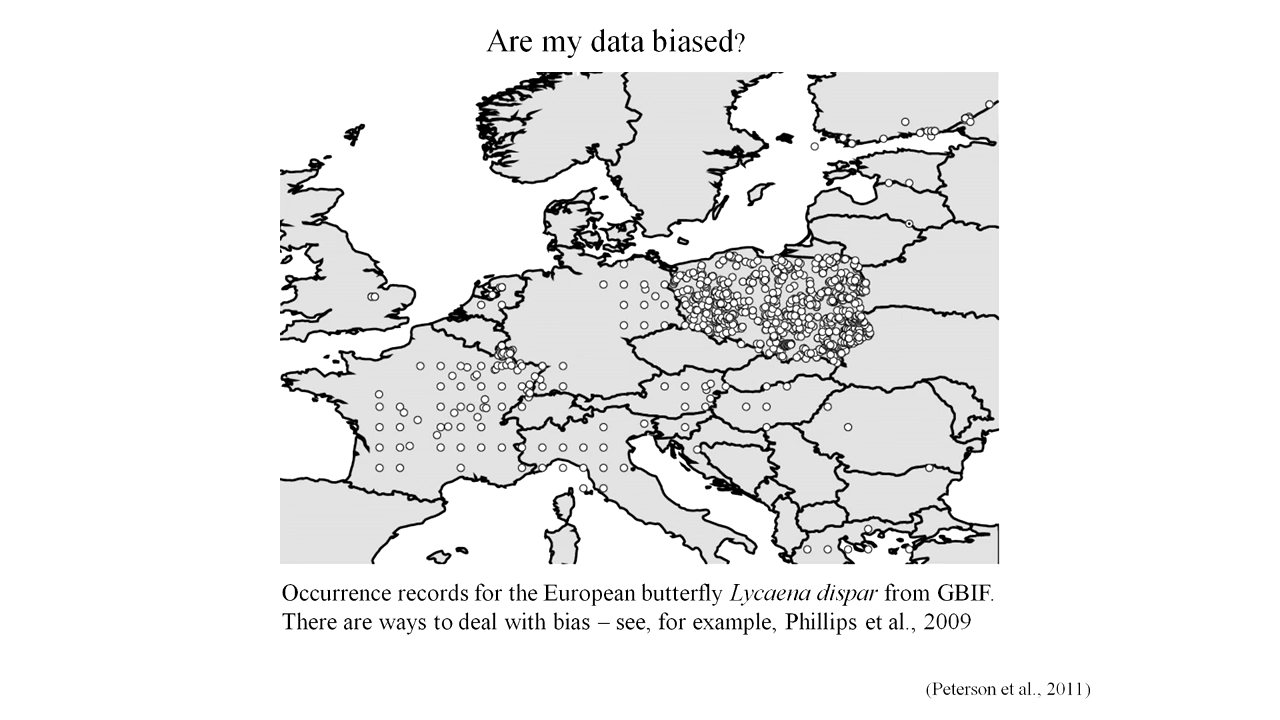 Are my data biased?
Occurrence records for the European butterfly Lycaena dispar from GBIF.
There are ways to deal with bias – see, for example, Phillips et al., 2009
(Peterson et al., 2011)